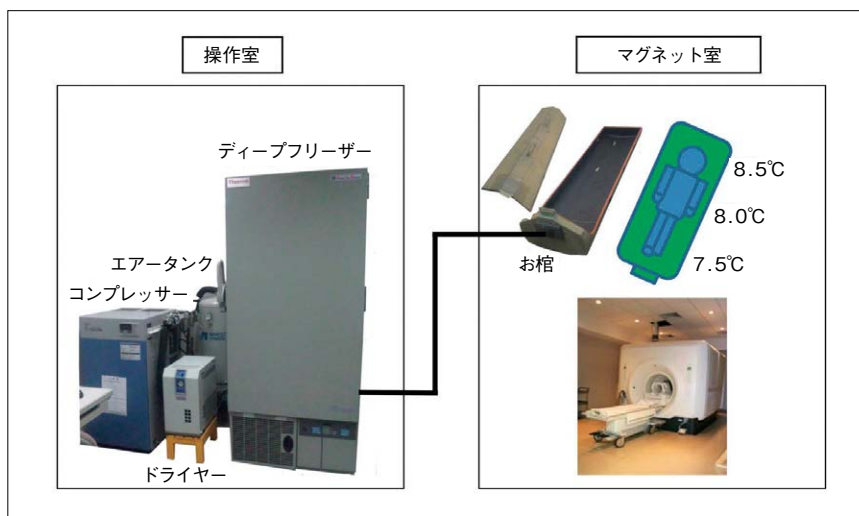 操作室
マグネット室
ディープフリーザー
エアータンク
コンプレッサー
ドライヤー
お棺
8.5℃
8.0℃
7.5℃